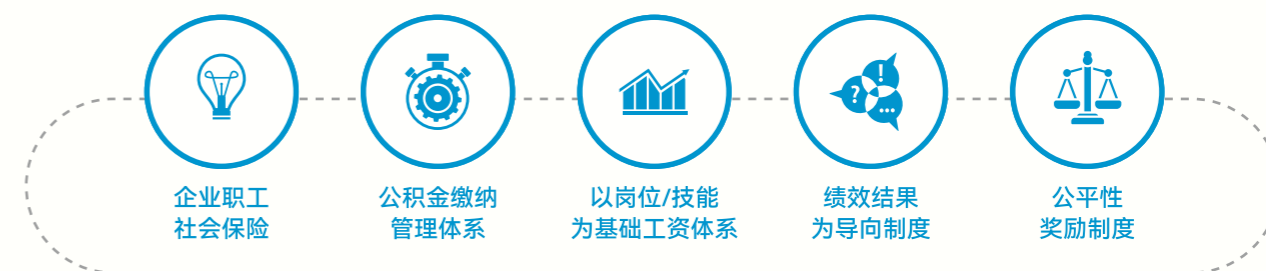 企业职工
社会保险
公积金缴纳
管理体系
以岗位/技能
为基础工资体系
绩效结果
为导向制度
公平性
奖励制度
? ! ...